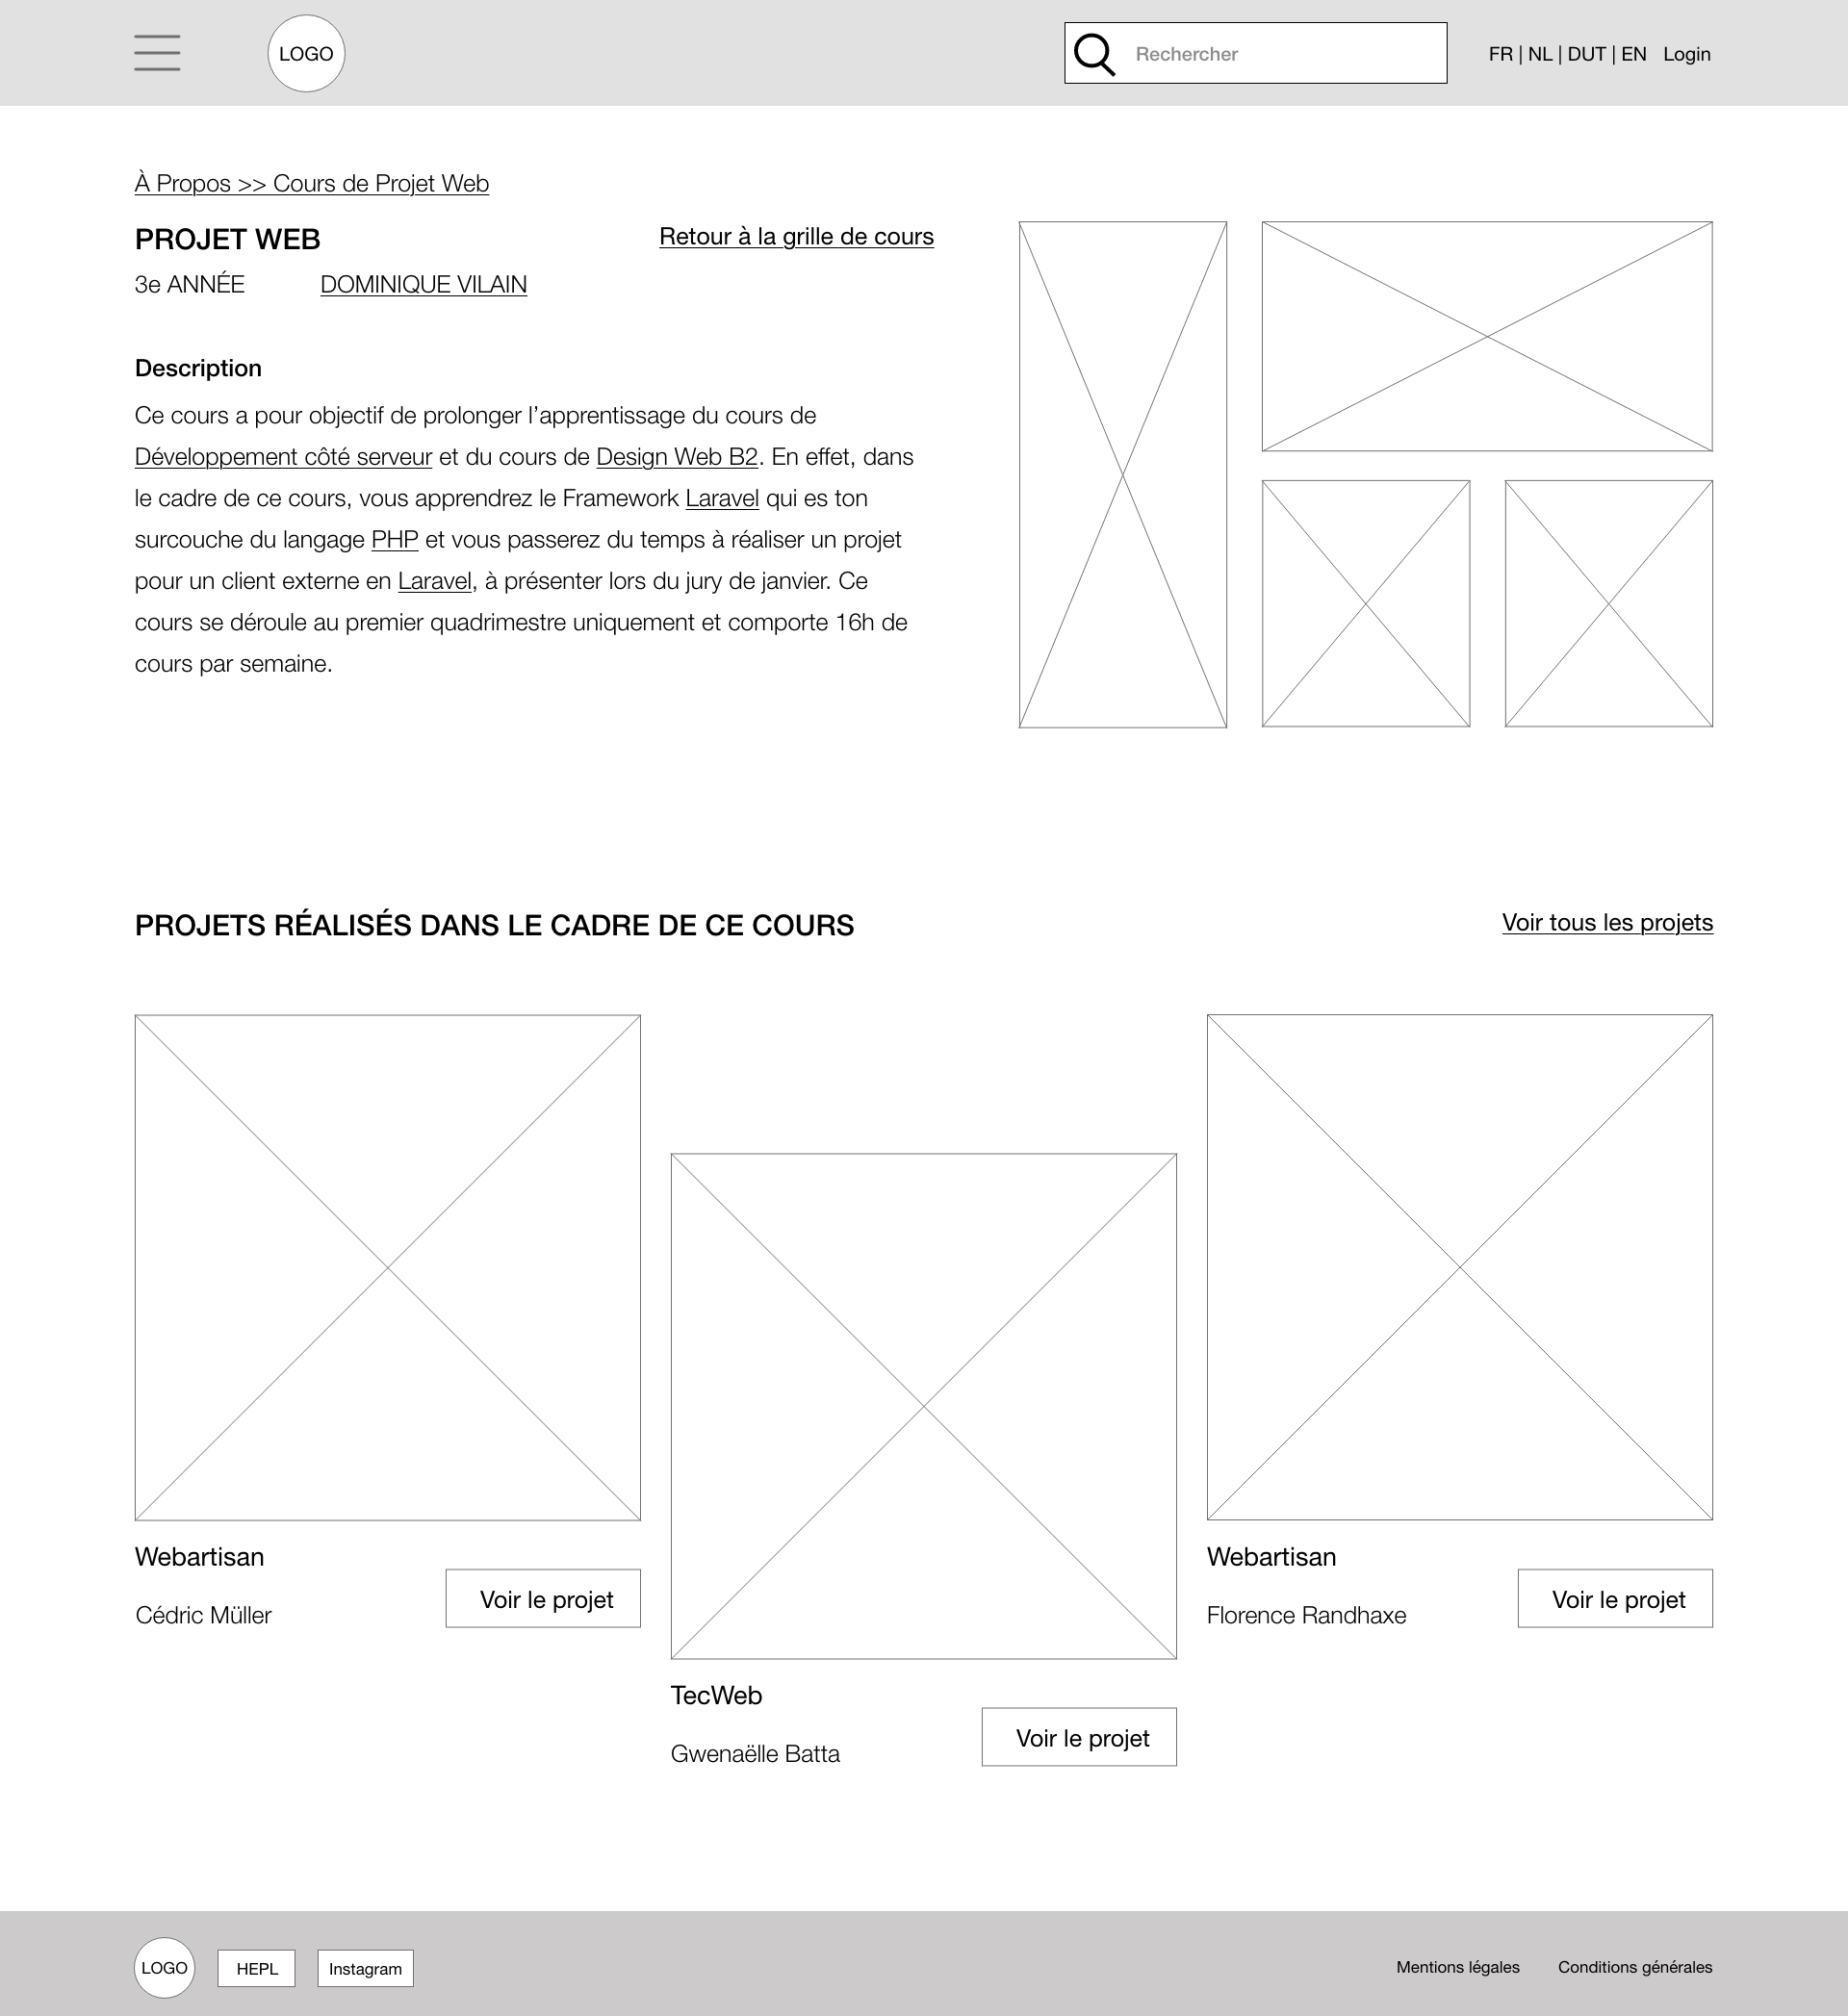 LOGO
Rechercher
FR | NL | DUT | EN Login
À Propos >> Cours de Projet Web
PROJET WEB
Retour à la grille de cours
3e ANNÉE
DOMINIQUE VILAIN
Description
Ce cours a pour objectif de prolonger l’apprentissage du cours de
Développement côté serveur et du cours de Design Web B2. En effet, dans
le cadre de ce cours, vous apprendrez le Framework Laravel qui es ton
surcouche du langage PHP et vous passerez du temps à réaliser un projet
pour un client externe en Laravel, à présenter lors du jury de janvier. Ce
cours se déroule au premier quadrimestre uniquement et comporte 16h de
cours par semaine.
PROJETS RÉALISÉS DANS LE CADRE DE CE COURS
Voir tous les projets
Webartisan
Cédric Müller
Voir le projet
TecWeb
Gwenaëlle Batta
Voir le projet
Webartisan
Florence Randhaxe
Voir le projet
LOGO
HEPL
Instagram
Mentions légales
Conditions générales